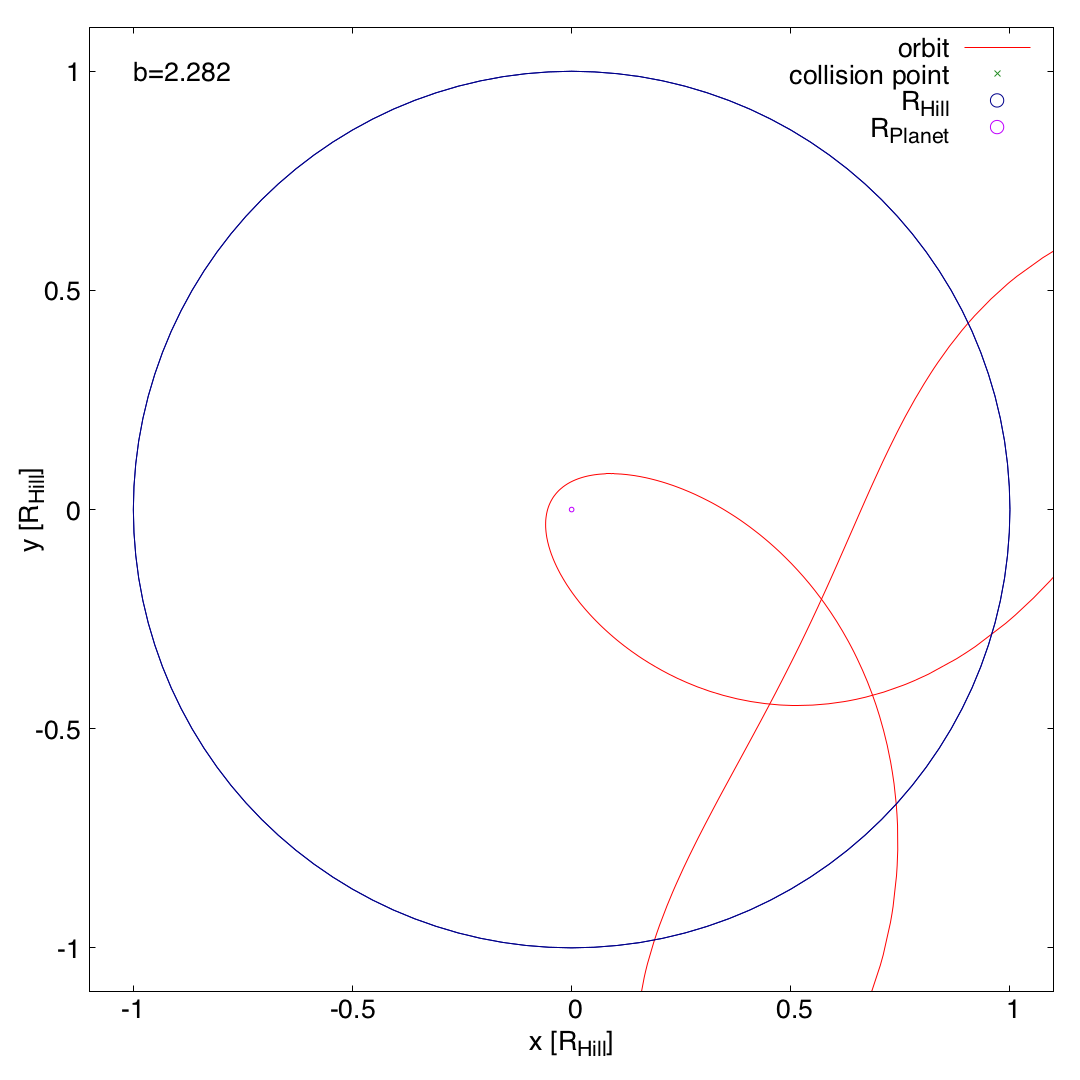 b=2.282
orbit
collision point
R_Hill
R_Planet
1
0.5
0
-0.5
-1
y [R_Hill]
-1 -0.5 0 0.5 1
x [R_Hill]